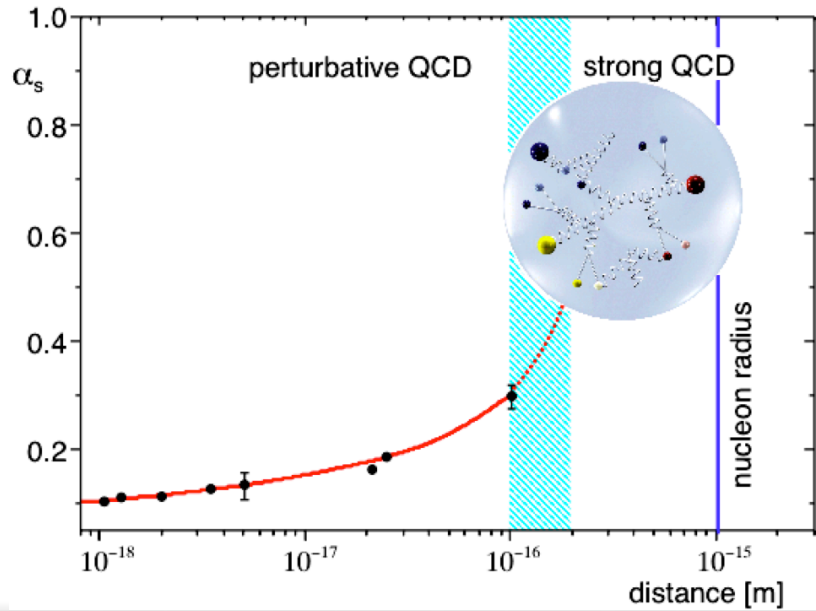 1.0
perturbative QCD
strong QCD
αs
0.8
0.6
0.4
0.2
nucleon radius
10⁻¹⁸
10⁻¹⁷
10⁻¹⁶
10⁻¹⁵
distance [m]